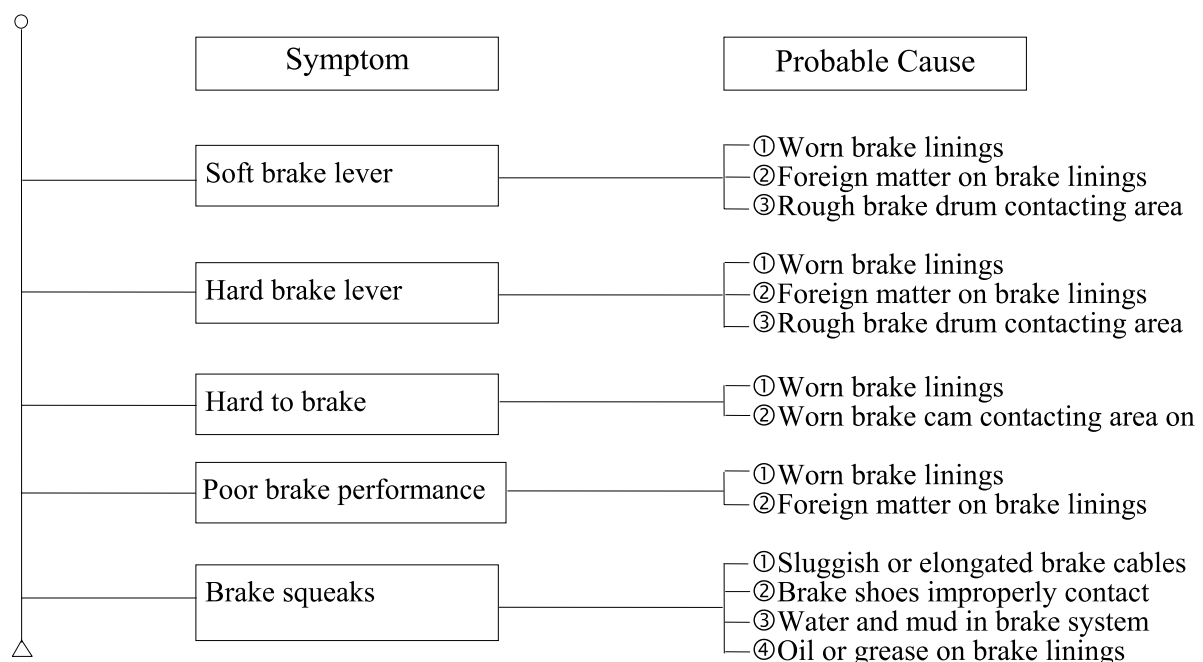 Symptom
Probable Cause
Soft brake lever
①Worn brake linings
②Foreign matter on brake linings
③Rough brake drum contacting area
Hard brake lever
①Worn brake linings
②Foreign matter on brake linings
③Rough brake drum contacting area
Hard to brake
①Worn brake linings
②Worn brake cam contacting area on
Poor brake performance
①Worn brake linings
②Foreign matter on brake linings
Brake squeaks
①Sluggish or elongated brake cables
②Brake shoes improperly contact
③Water and mud in brake system
④Oil or grease on brake linings